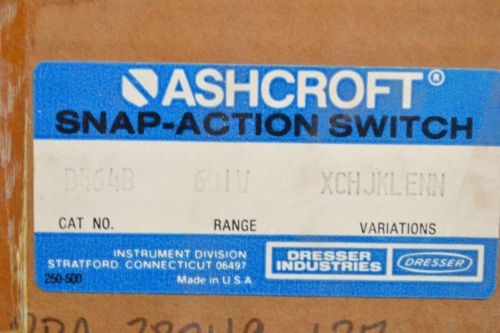 ASHCROFT®
SNAP-ACTION SWITCH
B464B 60IW XCHJKLENN
CAT NO. RANGE VARIATIONS
INSTRUMENT DIVISION
STRATFORD, CONNECTICUT 06497
250-500 Made in U.S.A
DRESSER
INDUSTRIES
DRESSER